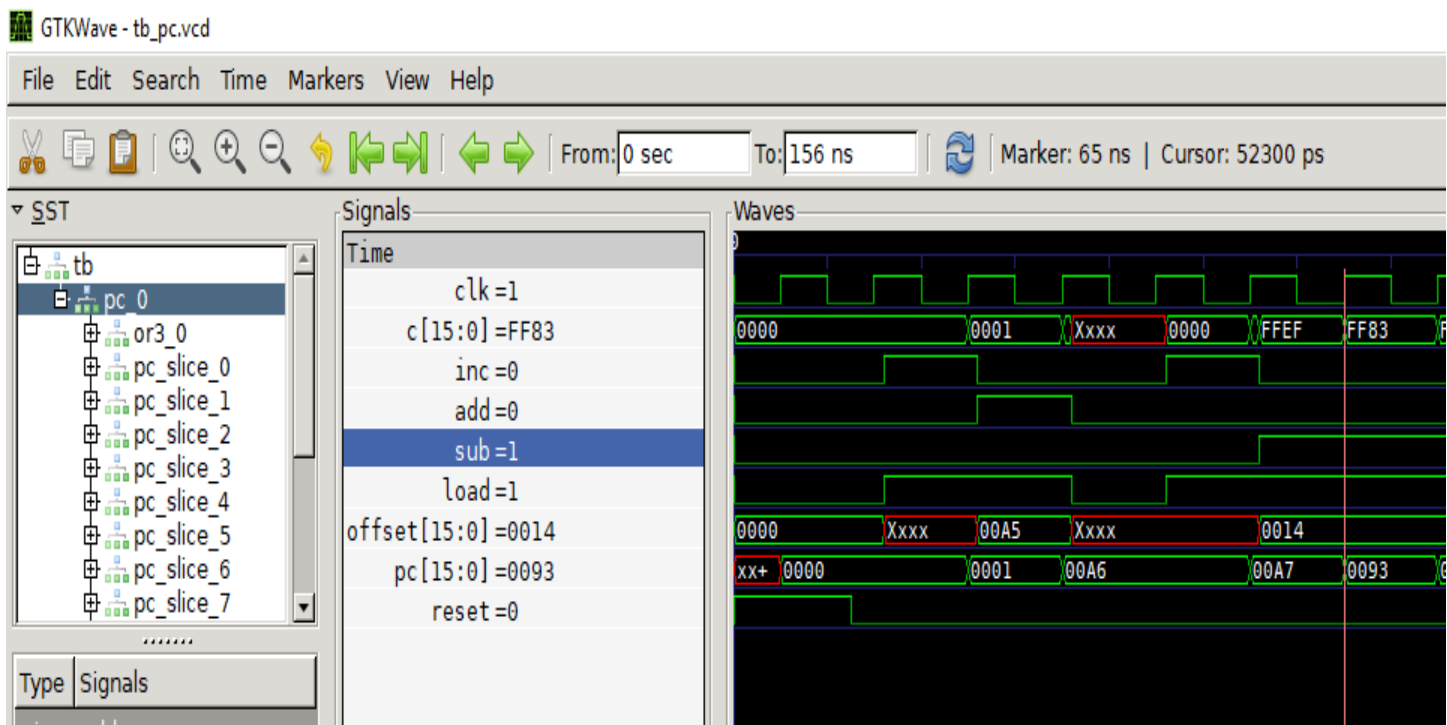 GTKWave - tb_pc.vcd
File Edit Search Time Markers View Help
From: 0 sec To: 156 ns Marker: 65 ns | Cursor: 52300 ps
SST
tb
pc_0
or3_0
pc_slice_0
pc_slice_1
pc_slice_2
pc_slice_3
pc_slice_4
pc_slice_5
pc_slice_6
pc_slice_7
Type Signals
Signals
Time
clk =1
c[15:0] =FF83
inc =0
add =0
sub =1
load =1
offset[15:0] =0014
pc[15:0] =0093
reset =0
Waves
0
0000 0001 Xxxx 0000 FFEF FF83
0000 Xxxx 00A5 Xxxx 0014
xx+ 0000 0001 00A6 00A7 0093